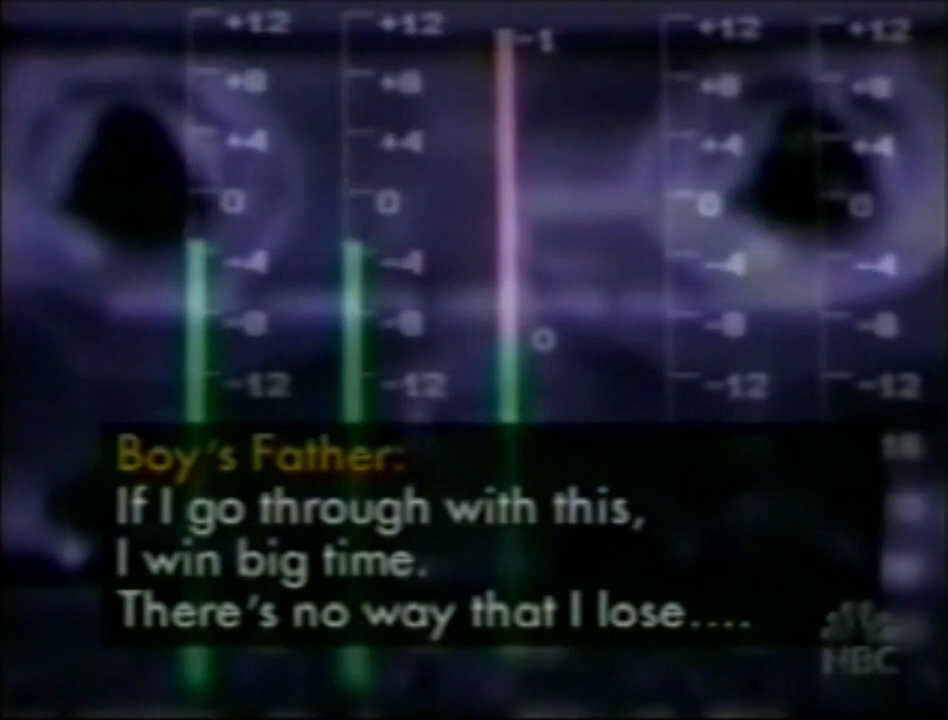 +12 +12 -1 +12 +12
+8 +8 +8 +8
+4 +4 +4 +4
0 0 0 0
-4 -4 -4 -4
-8 -8 0 -8 -8
-12 -12 -12 -12
Boy's Father:
If I go through with this,
I win big time.
There's no way that I lose....
NBC